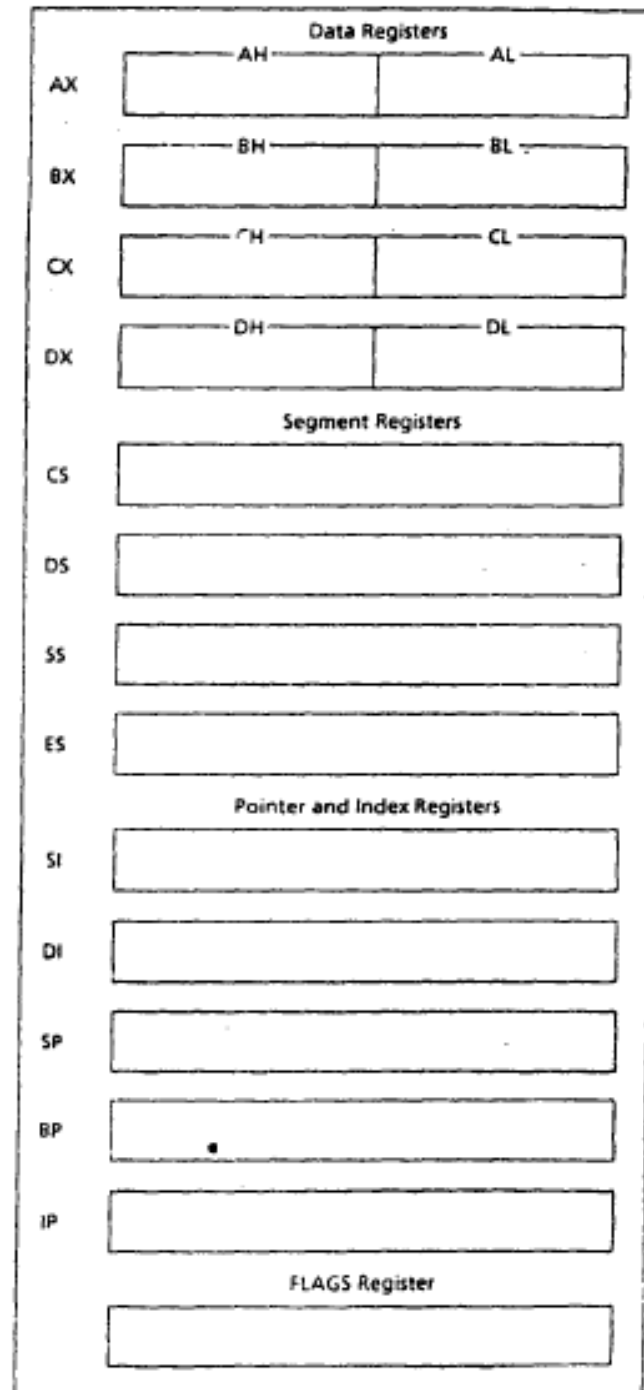 Data Registers
AH AL
AX
BH BL
BX
CH CL
CX
DH DL
DX
Segment Registers
CS
DS
SS
ES
Pointer and Index Registers
SI
DI
SP
BP
IP
FLAGS Register